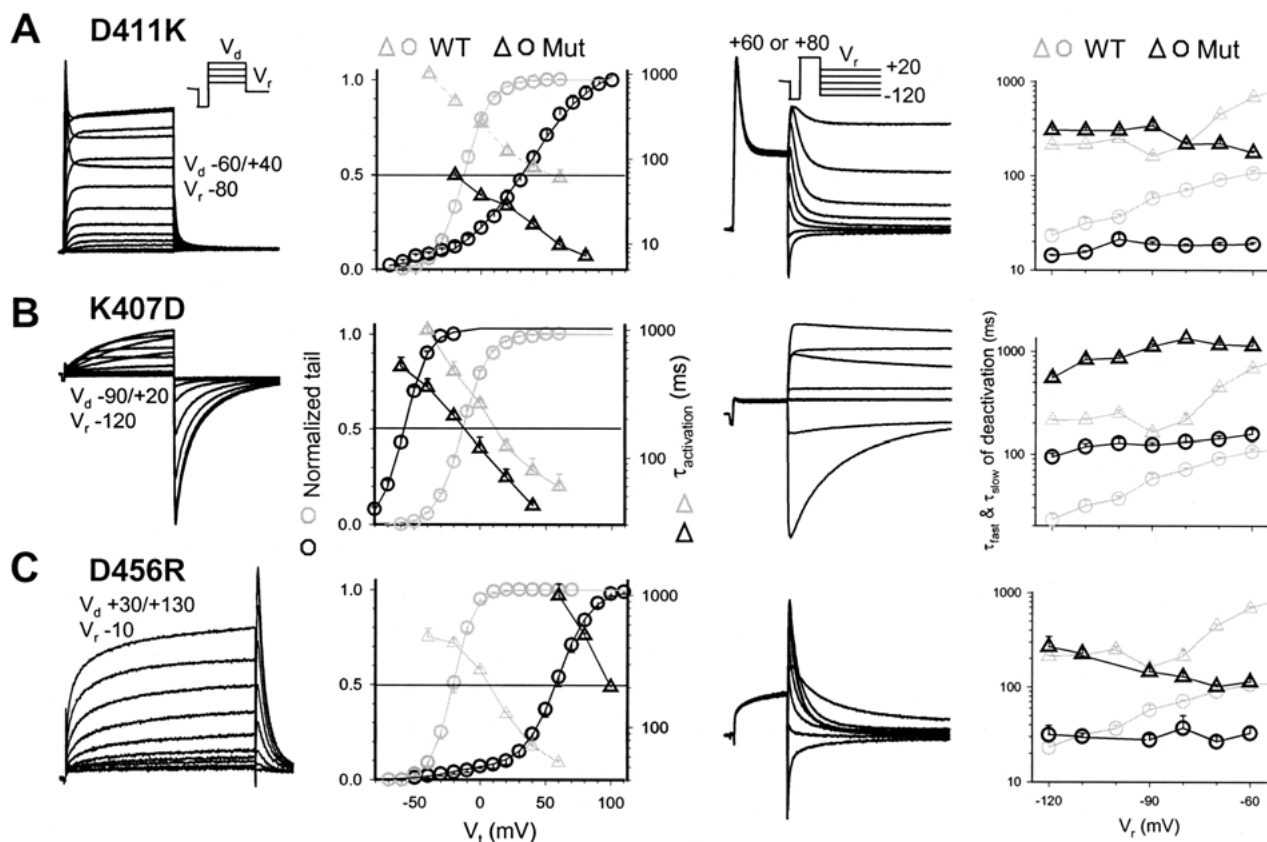 A D411K
V_d
V_r
V_d -60/+40
V_r -80
△ ○ WT △ ○ Mut
1.0
0.5
0.0
1000
100
10
+60 or +80
V_r
+20
-120
△ ○ WT △ ○ Mut
1000
100
10
B K407D
V_d -90/+20
V_r -120
1.0
0.5
0.0
1000
100
○ ○ Normalized tail
△ △ τ_activation (ms)
1000
100
τ_fast & τ_slow of deactivation (ms)
C D456R
V_d +30/+130
V_r -10
1.0
0.5
0.0
1000
100
-50 0 50 100
V_t (mV)
1000
100
10
-120 -90 -60
V_r (mV)